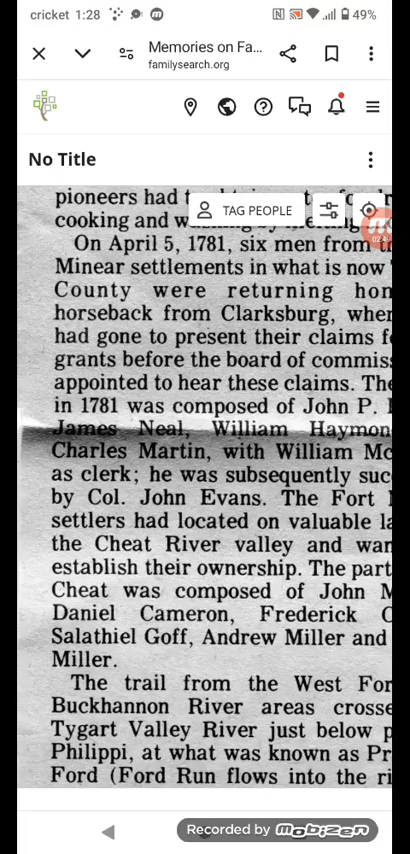 cricket 1:28
49%
Memories on Fa...
familysearch.org
No Title
pioneers had
TAG PEOPLE
cooking and
02:49
On April 5, 1781, six men from
Minear settlements in what is now
County were returning hom
horseback from Clarksburg, wher
had gone to present their claims f
grants before the board of commis
appointed to hear these claims. The
in 1781 was composed of John P.
James Neal, William Haymon
Charles Martin, with William Mc
as clerk; he was subsequently suc
by Col. John Evans. The Fort
settlers had located on valuable la
the Cheat River valley and wan
establish their ownership. The part
Cheat was composed of John M
Daniel Cameron, Frederick C
Salathiel Goff, Andrew Miller and
Miller.
The trail from the West For
Buckhannon River areas crosse
Tygart Valley River just below p
Philippi, at what was known as Pr
Ford (Ford Run flows into the ri
Recorded by mobizen